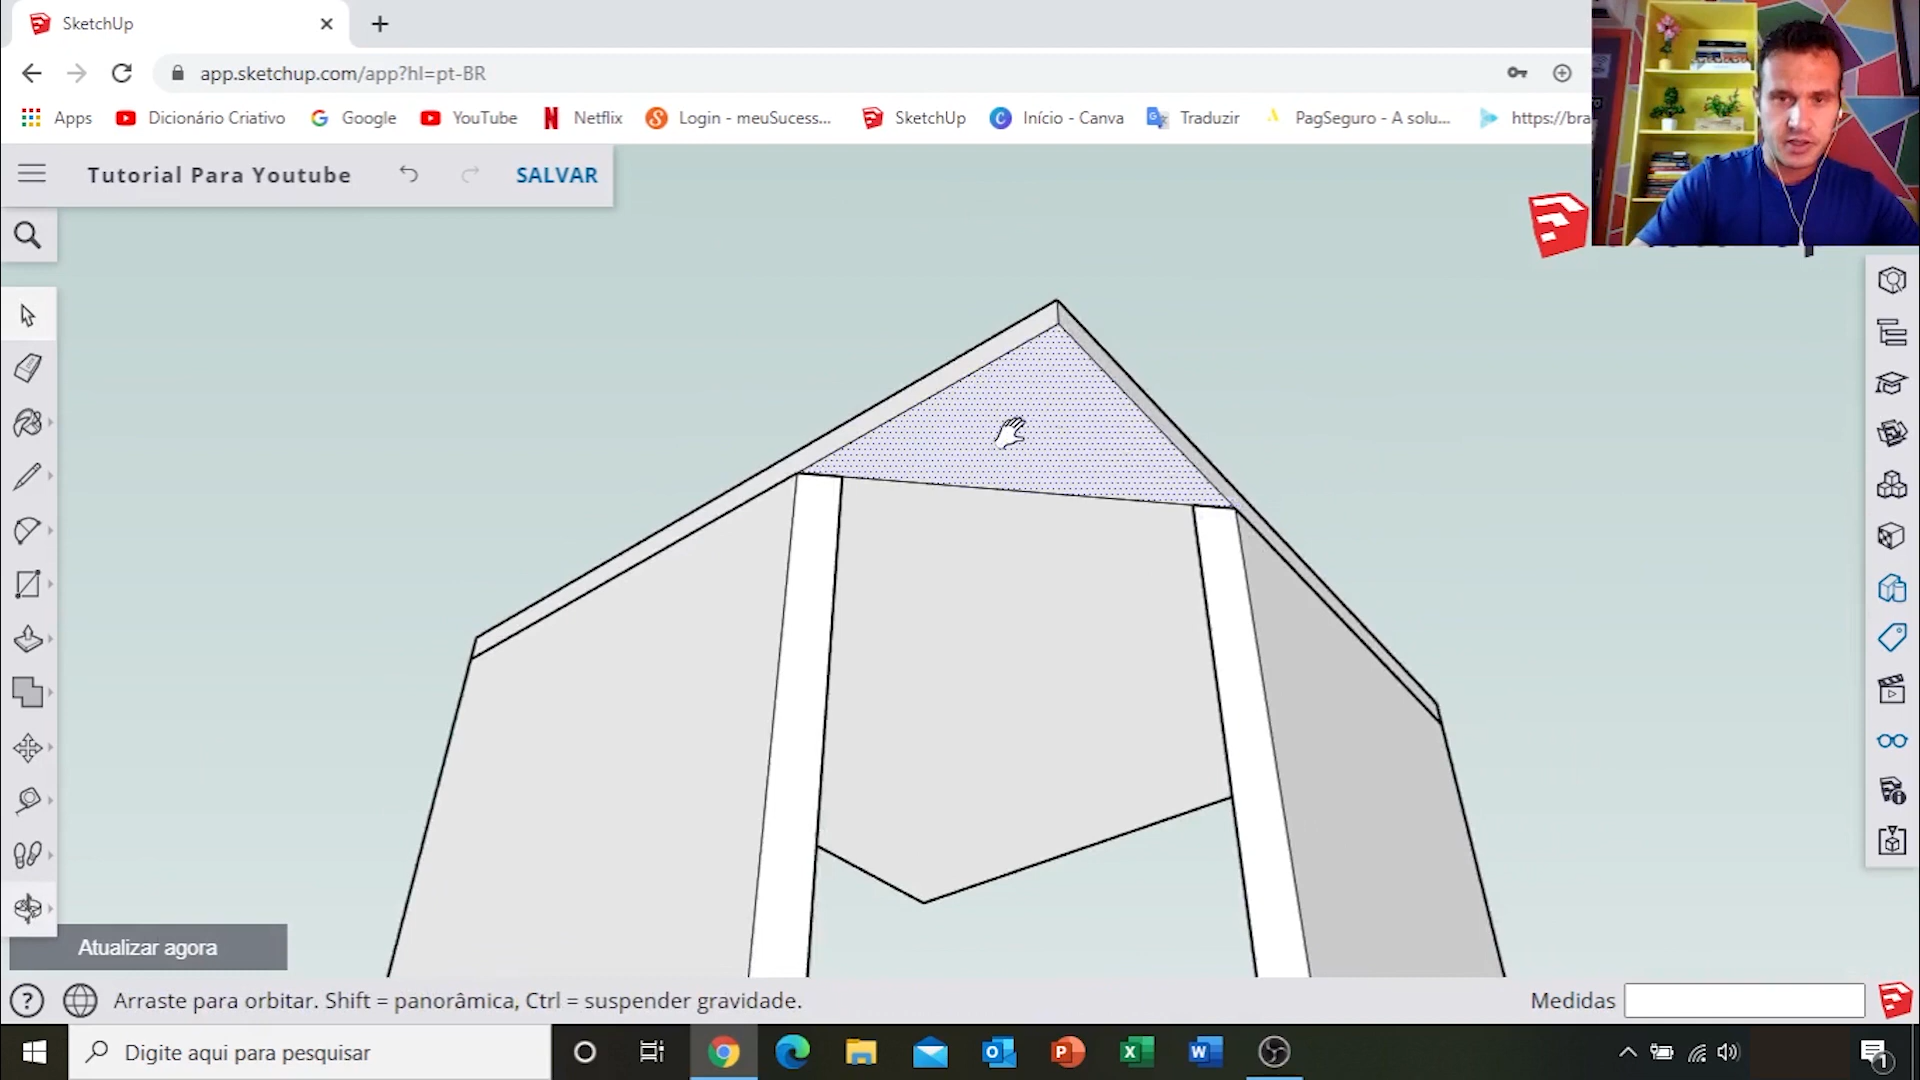 SketchUp
app.sketchup.com/app?hl=pt-BR
Apps Dicionário Criativo Google YouTube Netflix Login - meuSucess... SketchUp Início - Canva Traduzir PagSeguro - A solu... https://bra
Tutorial Para Youtube SALVAR
Atualizar agora
Arraste para orbitar. Shift = panorâmica, Ctrl = suspender gravidade. Medidas
Digite aqui para pesquisar
1